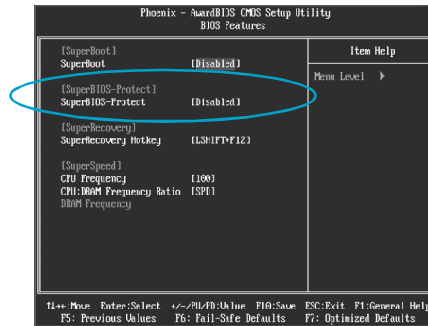 Phoenix - AwardBIOS CMOS Setup Utility
BIOS Features
[SuperBoot]
SuperBoot [Disabled]
[SuperBIOS-Protect]
SuperBIOS-Protect [Disabled]
[SuperRecovery]
SuperRecovery Hotkey [LSHIFT+F12]
[SuperSpeed]
CPU Frequency [100]
CPU:DRAM Frequency Ratio [SPD]
DRAM Frequency
Item Help
Menu Level ▶
↑↓→←:Move Enter:Select +/-/PU/PD:Value F10:Save ESC:Exit F1:General Help
F5: Previous Values F6: Fail-Safe Defaults F7: Optimized Defaults